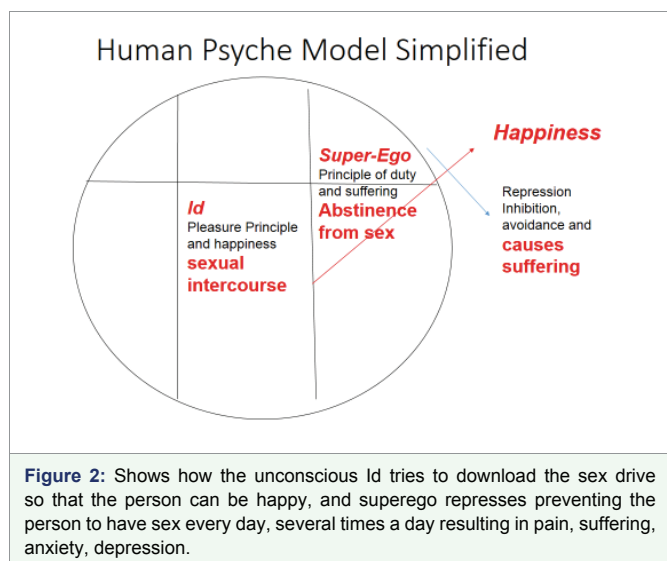 Human Psyche Model Simplified
Happiness
Super-Ego
Principle of duty
and suffering
Abstinence
from sex
Id
Pleasure Principle
and happiness
sexual
intercourse
Repression
Inhibition,
avoidance and
causes
suffering
Figure 2: Shows how the unconscious Id tries to download the sex drive
so that the person can be happy, and superego represses preventing the
person to have sex every day, several times a day resulting in pain, suffering,
anxiety, depression.